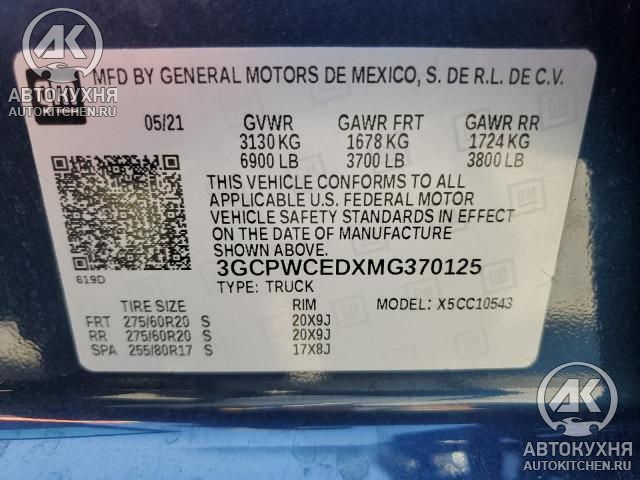 MFD BY GENERAL MOTORS DE MEXICO, S. DE R.L. DE C.V.
АВТОКУХНЯ
AUTOKITCHEN.RU
05/21 GVWR GAWR FRT GAWR RR
3130 KG 1678 KG 1724 KG
6900 LB 3700 LB 3800 LB
THIS VEHICLE CONFORMS TO ALL
APPLICABLE U.S. FEDERAL MOTOR
VEHICLE SAFETY STANDARDS IN EFFECT
ON THE DATE OF MANUFACTURE
SHOWN ABOVE.
619D
3GCPWCEDXMG370125
TYPE: TRUCK MODEL: X5CC10543
TIRE SIZE RIM
FRT 275/60R20 S 20X9J
RR 275/60R20 S 20X9J
SPA 255/80R17 S 17X8J
АК
АВТОКУХНЯ
AUTOKITCHEN.RU